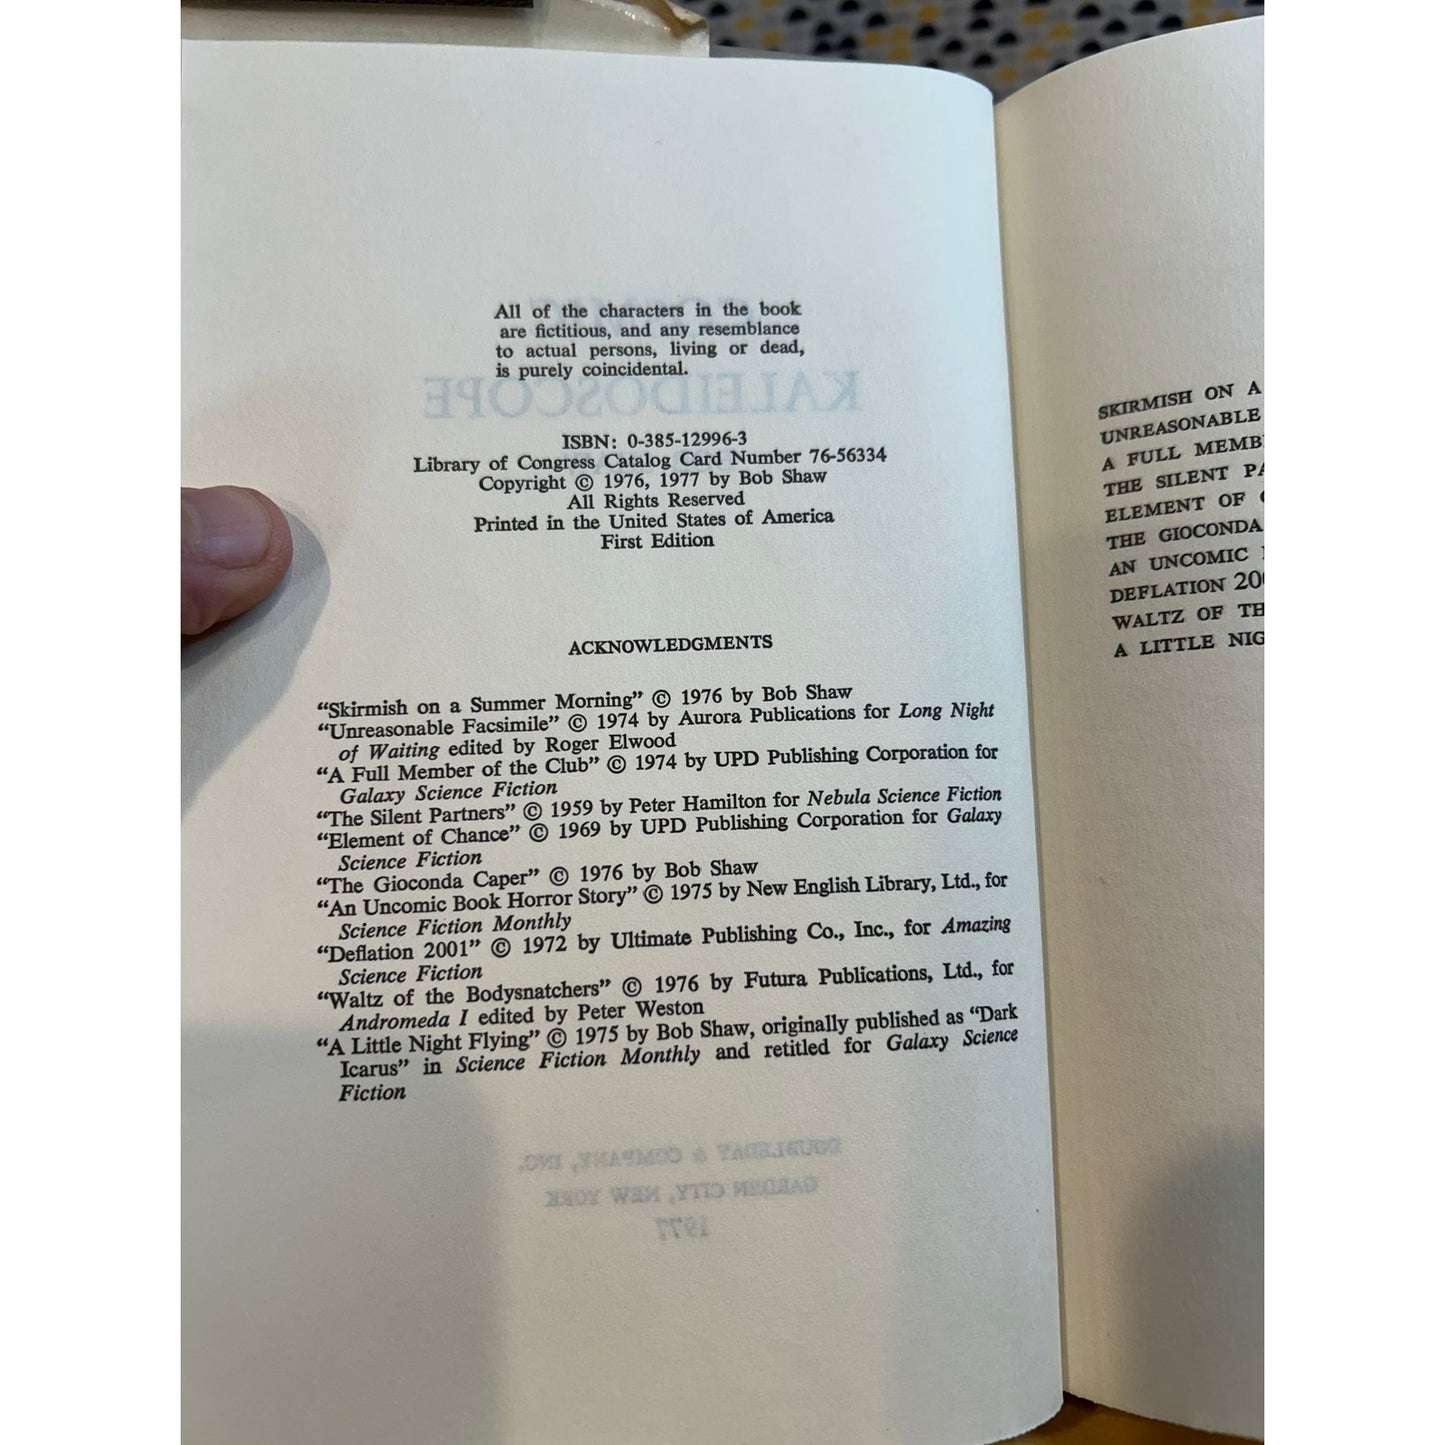 All of the characters in the book
are fictitious, and any resemblance
to actual persons, living or dead,
is purely coincidental.
KALEIDOSCOPE
ISBN: 0-385-12996-3
Library of Congress Catalog Card Number 76-56334
Copyright © 1976, 1977 by Bob Shaw
All Rights Reserved
Printed in the United States of America
First Edition
ACKNOWLEDGMENTS
“Skirmish on a Summer Morning” © 1976 by Bob Shaw
“Unreasonable Facsimile” © 1974 by Aurora Publications for Long Night
of Waiting edited by Roger Elwood
“A Full Member of the Club” © 1974 by UPD Publishing Corporation for
Galaxy Science Fiction
“The Silent Partners” © 1959 by Peter Hamilton for Nebula Science Fiction
“Element of Chance” © 1969 by UPD Publishing Corporation for Galaxy
Science Fiction
“The Gioconda Caper” © 1976 by Bob Shaw
“An Uncomic Book Horror Story” © 1975 by New English Library, Ltd., for
Science Fiction Monthly
“Deflation 2001” © 1972 by Ultimate Publishing Co., Inc., for Amazing
Science Fiction
“Waltz of the Bodysnatchers” © 1976 by Futura Publications, Ltd., for
Andromeda I edited by Peter Weston
“A Little Night Flying” © 1975 by Bob Shaw, originally published as “Dark
Icarus” in Science Fiction Monthly and retitled for Galaxy Science
Fiction
DOUBLEDAY & COMPANY, INC.
GARDEN CITY, NEW YORK
1977
SKIRMISH ON A
UNREASONABLE
A FULL MEMB
THE SILENT PA
ELEMENT OF
THE GIOCONDA
AN UNCOMIC
DEFLATION 200
WALTZ OF TH
A LITTLE NIG